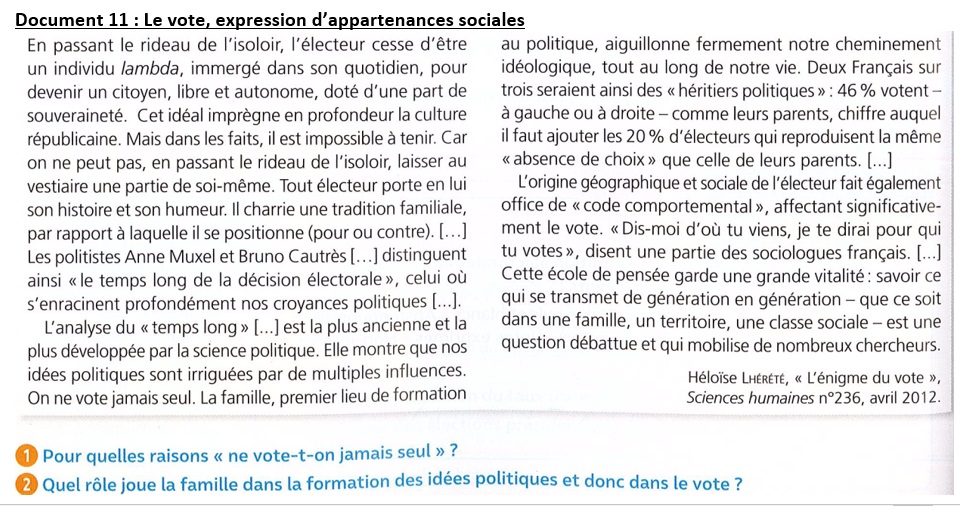 Document 11 : Le vote, expression d'appartenances sociales
En passant le rideau de l'isoloir, l'électeur cesse d'être
un individu lambda, immergé dans son quotidien, pour
devenir un citoyen, libre et autonome, doté d'une part de
souveraineté. Cet idéal imprègne en profondeur la culture
républicaine. Mais dans les faits, il est impossible à tenir. Car
on ne peut pas, en passant le rideau de l'isoloir, laisser au
vestiaire une partie de soi-même. Tout électeur porte en lui
son histoire et son humeur. Il charrie une tradition familiale,
par rapport à laquelle il se positionne (pour ou contre). [...]
Les politistes Anne Muxel et Bruno Cautrès [...] distinguent
ainsi « le temps long de la décision électorale », celui où
s'enracinent profondément nos croyances politiques [...].
L'analyse du « temps long » [...] est la plus ancienne et la
plus développée par la science politique. Elle montre que nos
idées politiques sont irriguées par de multiples influences.
On ne vote jamais seul. La famille, premier lieu de formation
au politique, aiguillonne fermement notre cheminement
idéologique, tout au long de notre vie. Deux Français sur
trois seraient ainsi des « héritiers politiques » : 46 % votent –
à gauche ou à droite – comme leurs parents, chiffre auquel
il faut ajouter les 20 % d'électeurs qui reproduisent la même
« absence de choix » que celle de leurs parents. [...]
L'origine géographique et sociale de l'électeur fait également
office de « code comportemental », affectant significative-
ment le vote. « Dis-moi d'où tu viens, je te dirai pour qui
tu votes », disent une partie des sociologues français. [...]
Cette école de pensée garde une grande vitalité : savoir ce
qui se transmet de génération en génération – que ce soit
dans une famille, un territoire, une classe sociale – est une
question débattue et qui mobilise de nombreux chercheurs.
Héloïse LHÉRÉTÉ, « L'énigme du vote »,
Sciences humaines n°236, avril 2012.
1 Pour quelles raisons « ne vote-t-on jamais seul » ?
2 Quel rôle joue la famille dans la formation des idées politiques et donc dans le vote ?